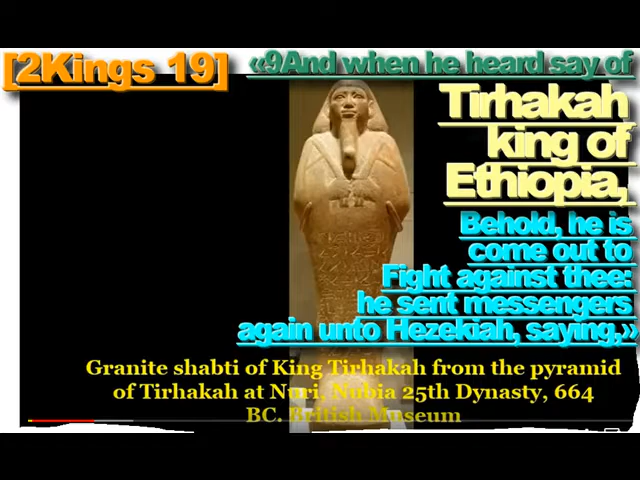 [2Kings 19] «9And when he heard say of
Tirhakah
king of
Ethiopia,
Behold, he is
come out to
Fight against thee:
he sent messengers
again unto Hezekiah, saying,»
Granite shabti of King Tirhakah from the pyramid
of Tirhakah at Nuri, Nubia 25th Dynasty, 664
BC. British Museum